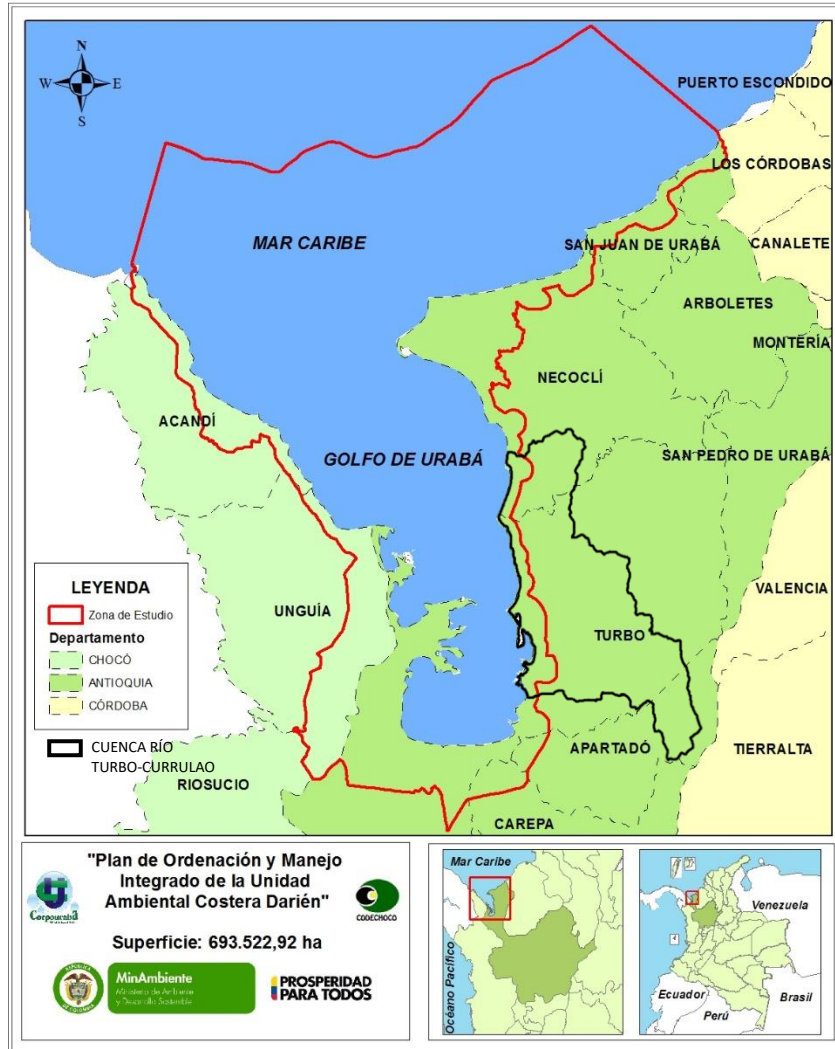 N
W
E
S
PUERTO ESCONDIDO
LOS CÓRDOBAS
MAR CARIBE
SAN JUAN DE URABÁ
CANALETE
ARBOLETES
MONTERÍA
NECOCLÍ
ACANDÍ
GOLFO DE URABÁ
SAN PEDRO DE URABÁ
LEYENDA
Zona de Estudio
Departamento
CHOCÓ
ANTIOQUIA
CÓRDOBA
CUENCA RÍO
TURBO-CURRULAO
VALENCIA
UNGUÍA
TURBO
APARTADÓ
TIERRALTA
RIOSUCIO
CAREPA
"Plan de Ordenación y Manejo
Integrado de la Unidad
Ambiental Costera Darién"
Corpouraba
CODECHOCO
Superficie: 693.522,92 ha
MinAmbiente
Ministerio de Ambiente
y Desarrollo Sostenible
PROSPERIDAD
PARA TODOS
Mar Caribe
Océano Pacífico
Venezuela
Ecuador
Perú
Brasil